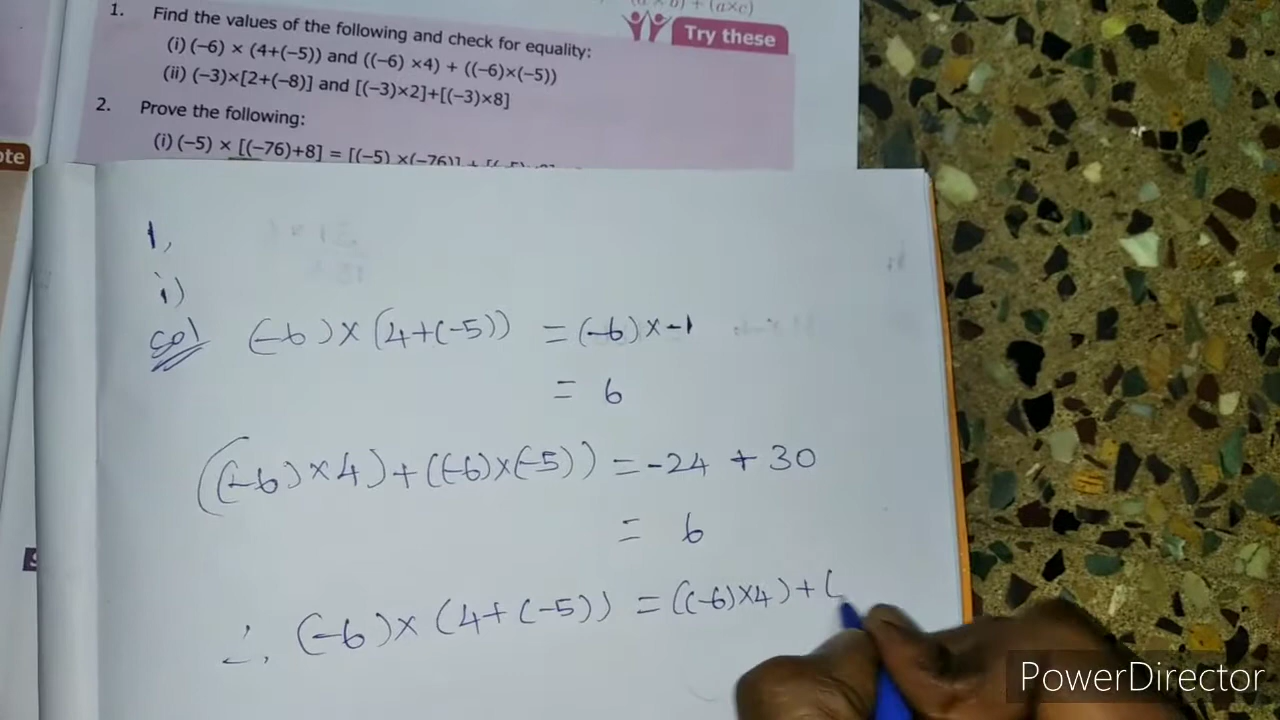 (a×b) + (a×c)
Try these
1. Find the values of the following and check for equality:
(i) (−6) × (4+(−5)) and ((−6) ×4) + ((−6)×(−5))
(ii) (−3)×[2+(−8)] and [(−3)×2]+[(−3)×8]
2. Prove the following:
(i) (−5) × [(−76)+8] = [(−5) ×(−76)] +
ote
1,
i)
Sol (-6)×(4+(-5)) = (-6)×-1
= 6
((-6)×4)+((-6)×(-5)) = -24 + 30
= 6
∴ (-6)×(4+(-5)) = ((-6)×4)+(
PowerDirector